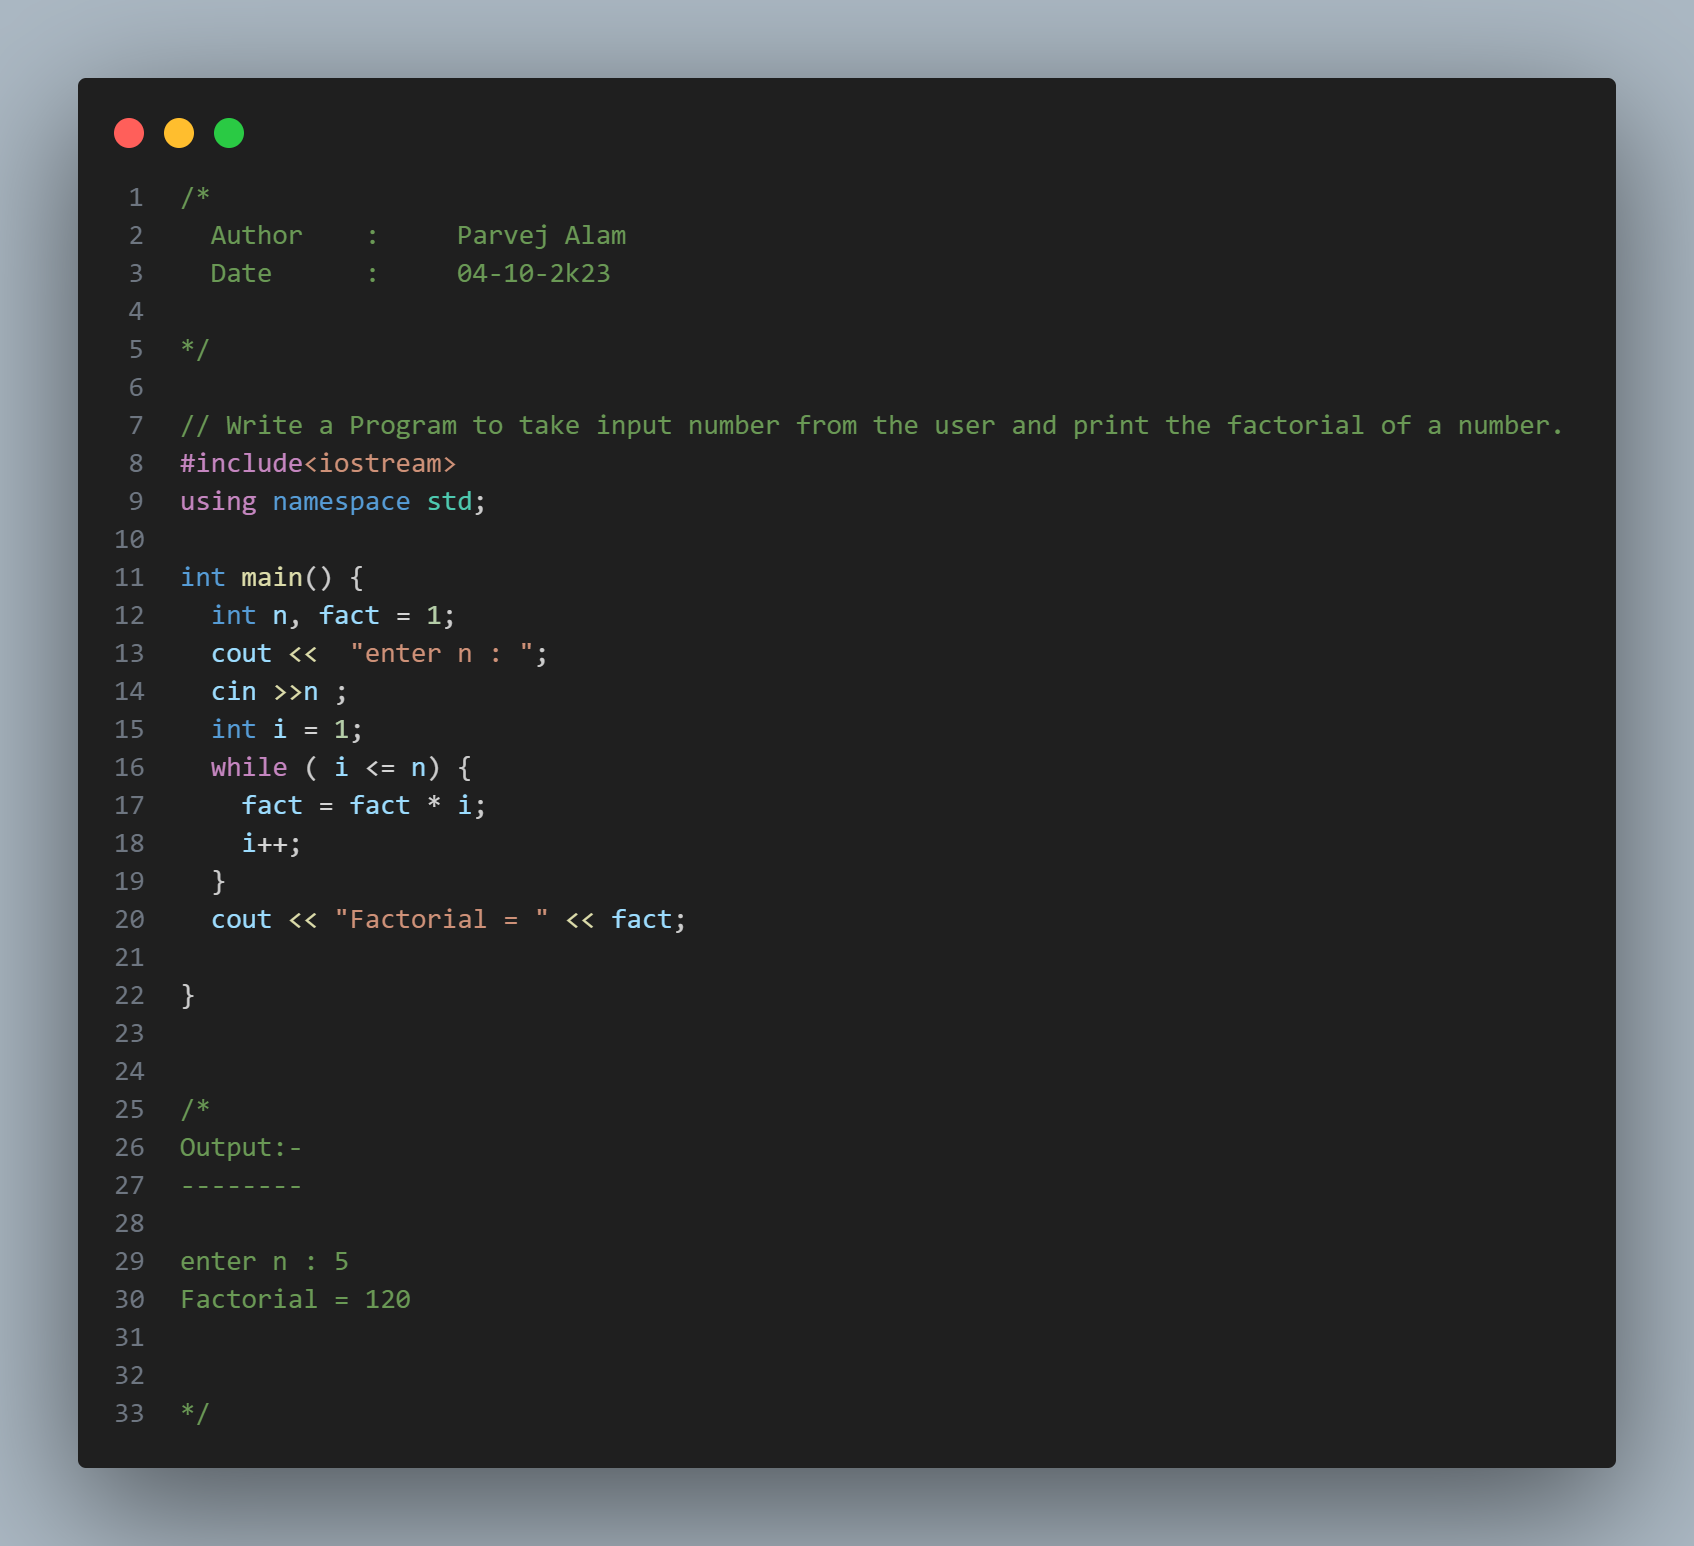 1 /*
2   Author    :     Parvej Alam
3   Date      :     04-10-2k23
4
5 */
6
7 // Write a Program to take input number from the user and print the factorial of a number.
8 #include<iostream>
9 using namespace std;
10
11 int main() {
12   int n, fact = 1;
13   cout <<  "enter n : ";
14   cin >>n ;
15   int i = 1;
16   while ( i <= n) {
17     fact = fact * i;
18     i++;
19   }
20   cout << "Factorial = " << fact;
21
22 }
23
24
25 /*
26 Output:-
27 --------
28
29 enter n : 5
30 Factorial = 120
31
32
33 */